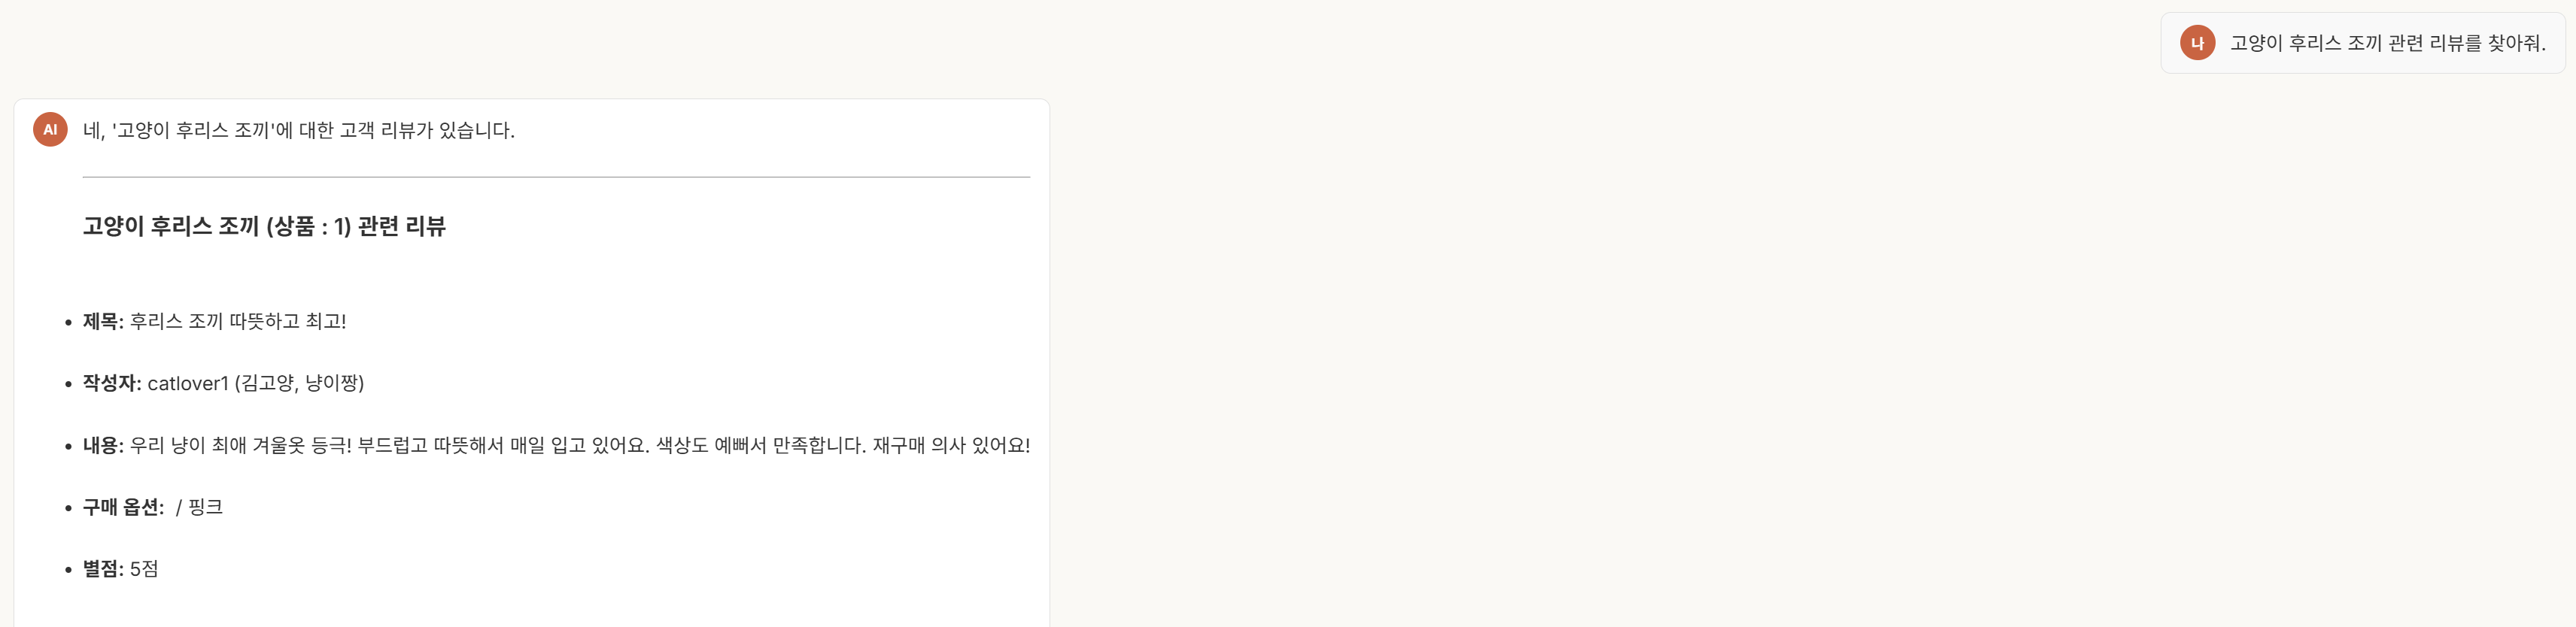 나 고양이 후리스 조끼 관련 리뷰를 찾아줘.
AI 네, '고양이 후리스 조끼'에 대한 고객 리뷰가 있습니다.
고양이 후리스 조끼 (상품 : 1) 관련 리뷰
• 제목: 후리스 조끼 따뜻하고 최고!
• 작성자: catlover1 (김고양, 냥이짱)
• 내용: 우리 냥이 최애 겨울옷 등극! 부드럽고 따뜻해서 매일 입고 있어요. 색상도 예뻐서 만족합니다. 재구매 의사 있어요!
• 구매 옵션: / 핑크
• 별점: 5점